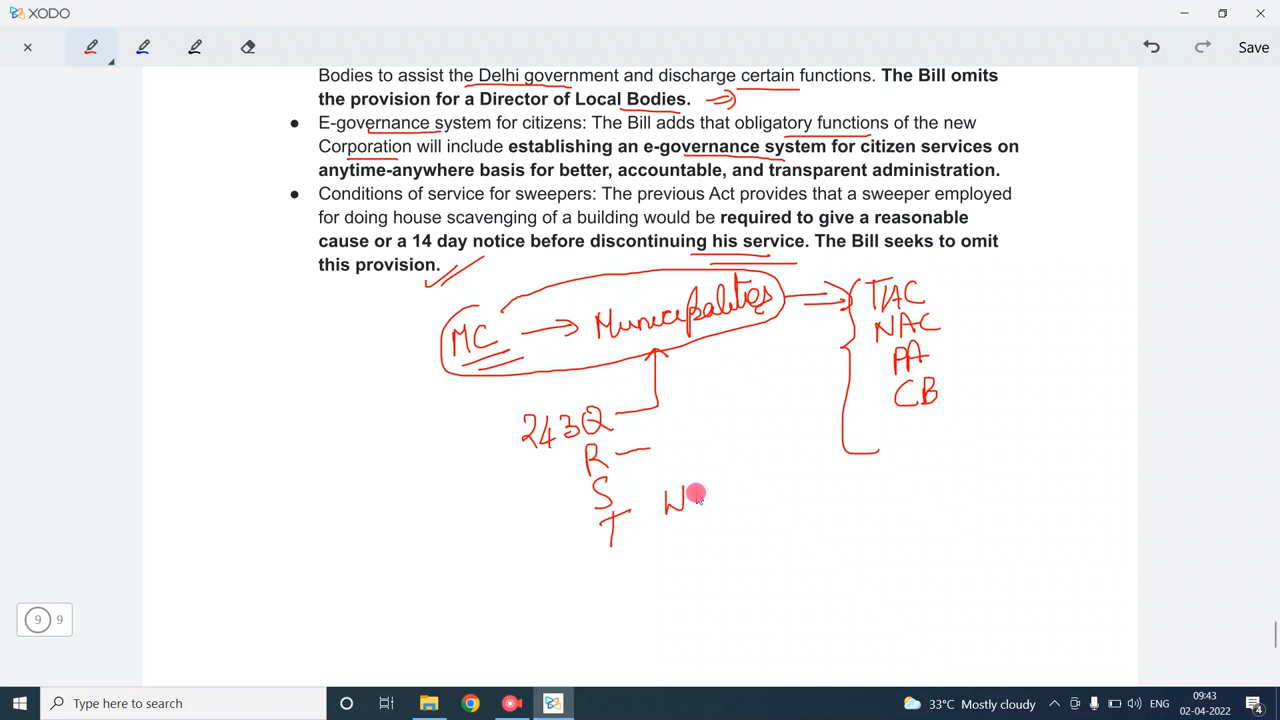 XODO
Save
Bodies to assist the Delhi government and discharge certain functions. The Bill omits
the provision for a Director of Local Bodies.
● E-governance system for citizens: The Bill adds that obligatory functions of the new
Corporation will include establishing an e-governance system for citizen services on
anytime-anywhere basis for better, accountable, and transparent administration.
● Conditions of service for sweepers: The previous Act provides that a sweeper employed
for doing house scavenging of a building would be required to give a reasonable
cause or a 14 day notice before discontinuing his service. The Bill seeks to omit
this provision.
MC → Municipalities
TAC
NAC
PA
CB
243Q
R
S
T
W
9 9
Type here to search
33°C Mostly cloudy
ENG
09:43
02-04-2022
4